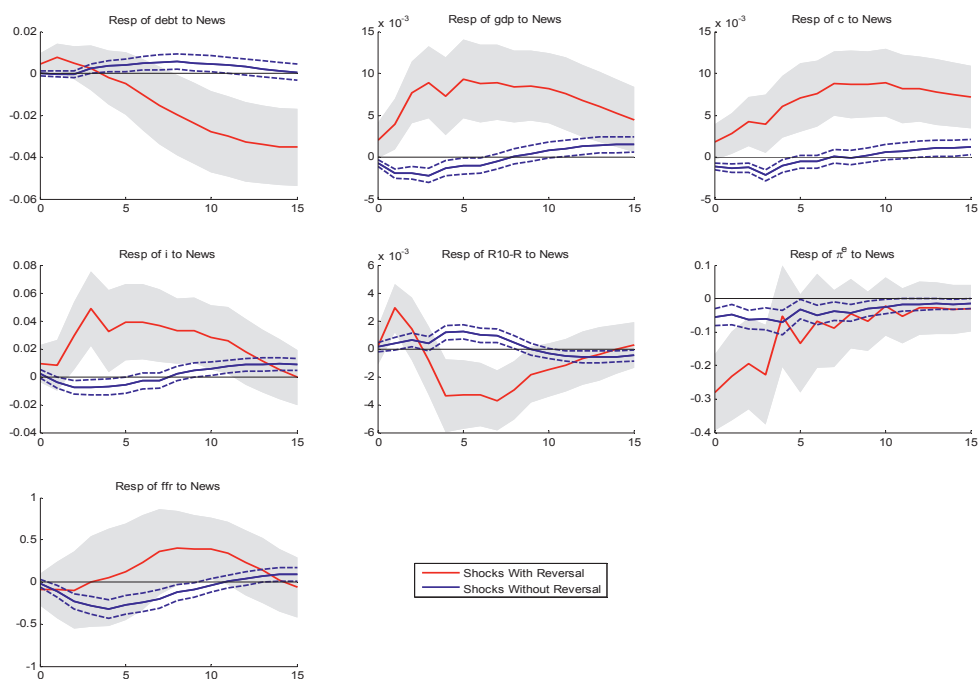 Resp of debt to News
0.02
0
-0.02
-0.04
-0.06
0 5 10 15
Resp of gdp to News
x 10⁻³
15
10
5
0
-5
0 5 10 15
Resp of c to News
x 10⁻³
15
10
5
0
-5
0 5 10 15
Resp of i to News
0.08
0.06
0.04
0.02
0
-0.02
-0.04
0 5 10 15
Resp of R10-R to News
x 10⁻³
6
4
2
0
-2
-4
-6
0 5 10 15
Resp of πᵉ to News
0.1
0
-0.1
-0.2
-0.3
-0.4
0 5 10 15
Resp of ffr to News
1
0.5
0
-0.5
-1
0 5 10 15
Shocks With Reversal
Shocks Without Reversal